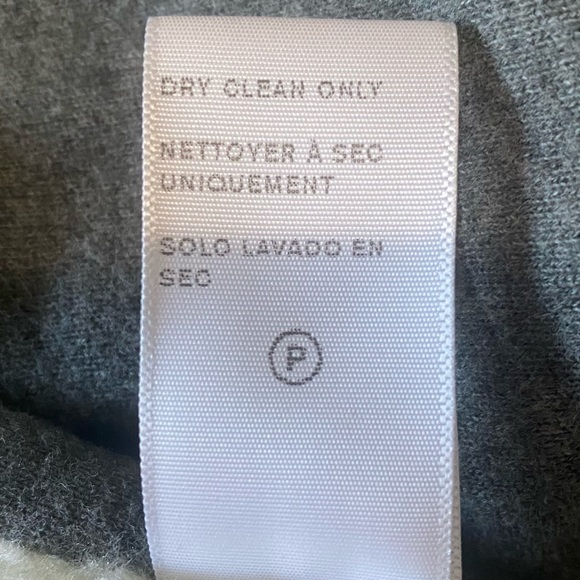 DRY CLEAN ONLY
NETTOYER À SEC
UNIQUEMENT
SOLO LAVADO EN
SEC
P